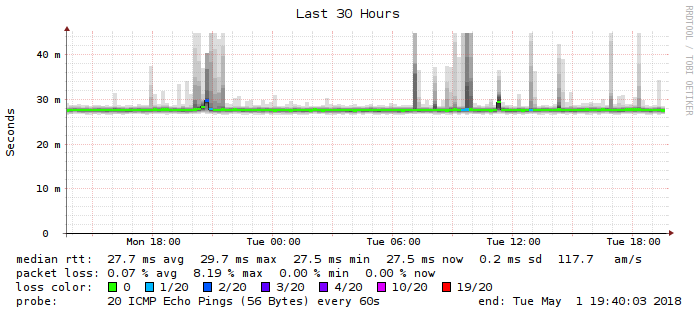 Last 30 Hours
RRDTOOL / TOBI OETIKER
Seconds
40 m
30 m
20 m
10 m
0
Mon 18:00 Tue 00:00 Tue 06:00 Tue 12:00 Tue 18:00
median rtt: 27.7 ms avg 29.7 ms max 27.5 ms min 27.5 ms now 0.2 ms sd 117.7 am/s
packet loss: 0.07 % avg 8.19 % max 0.00 % min 0.00 % now
loss color: 0 1/20 2/20 3/20 4/20 10/20 19/20
probe: 20 ICMP Echo Pings (56 Bytes) every 60s end: Tue May 1 19:40:03 2018